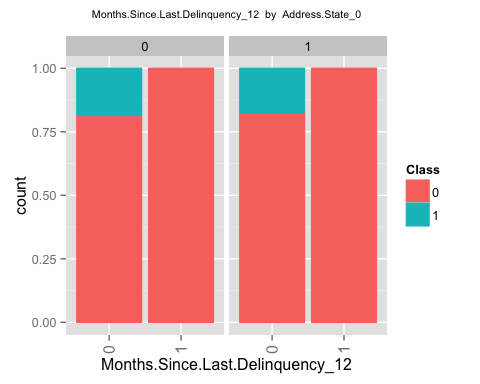 Months.Since.Last.Delinquency_12 by Address.State_0
0 1
1.00
0.75
0.50
0.25
0.00
count
0 1 0 1
Months.Since.Last.Delinquency_12
Class
0
1